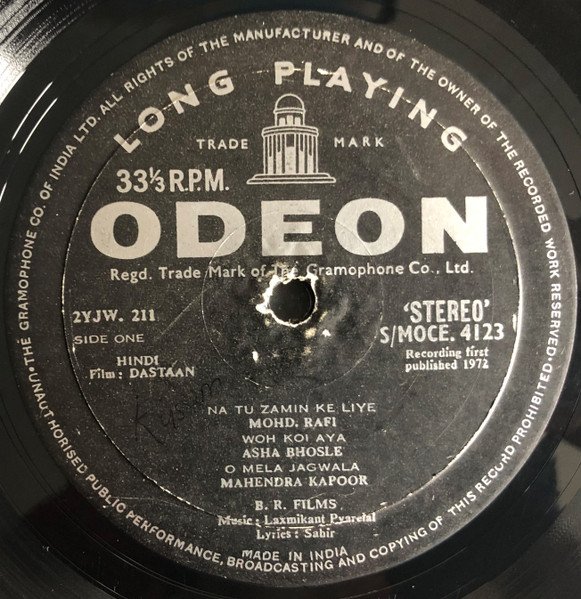 THE GRAMOPHONE CO. OF INDIA LTD. ALL RIGHTS OF THE MANUFACTURER AND OF THE OWNER OF THE RECORDED WORK RESERVED.
UNAUTHORISED PUBLIC PERFORMANCE, BROADCASTING AND COPYING OF THIS RECORD PROHIBITED.
LONG PLAYING
TRADE MARK
33⅓ R.P.M.
ODEON
Regd. Trade Mark of The Gramophone Co., Ltd.
2YJW. 211
'STEREO'
S/MOCE. 4123
SIDE ONE
Recording first
published 1972
HINDI
Film: DASTAAN
NA TU ZAMIN KE LIYE
MOHD. RAFI
WOH KOI AYA
ASHA BHOSLE
O MELA JAGWALA
MAHENDRA KAPOOR
B. R. FILMS
Music: Laxmikant Pyarelal
Lyrics: Sahir
MADE IN INDIA